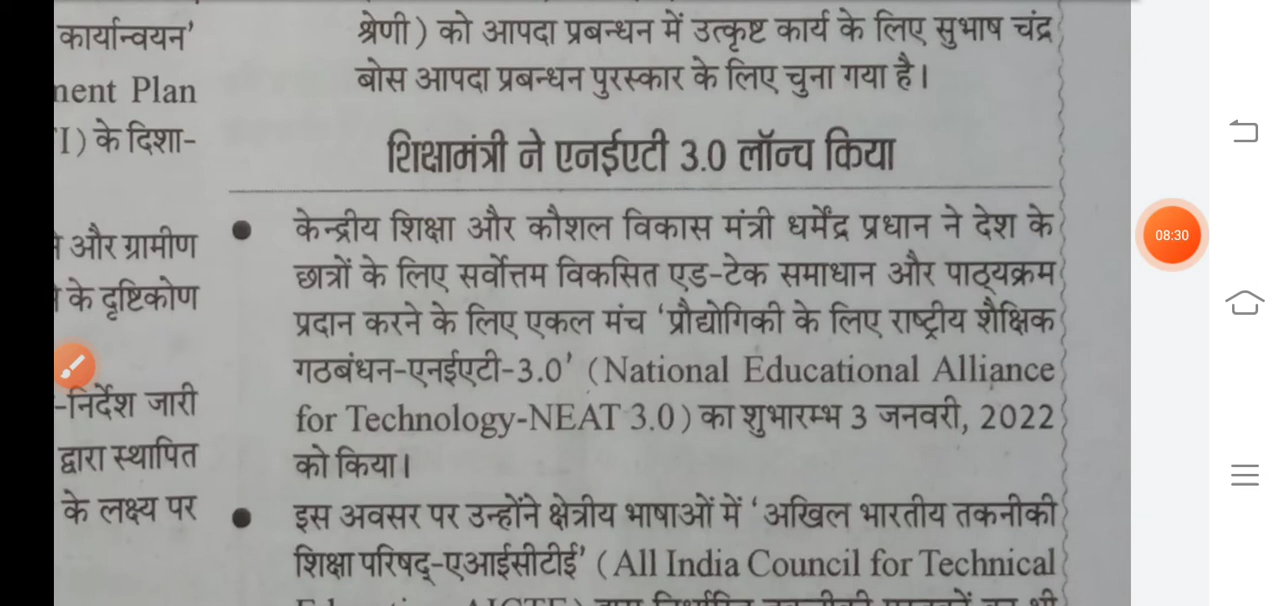 कार्यान्वयन'
ment Plan
I) के दिशा-
और ग्रामीण
के दृष्टिकोण
-निर्देश जारी
द्वारा स्थापित
के लक्ष्य पर
श्रेणी) को आपदा प्रबन्धन में उत्कृष्ट कार्य के लिए सुभाष चंद्र
बोस आपदा प्रबन्धन पुरस्कार के लिए चुना गया है।
शिक्षामंत्री ने एनईएटी 3.0 लॉन्च किया
● केन्द्रीय शिक्षा और कौशल विकास मंत्री धर्मेंद्र प्रधान ने देश के
छात्रों के लिए सर्वोत्तम विकसित एड-टेक समाधान और पाठ्यक्रम
प्रदान करने के लिए एकल मंच 'प्रौद्योगिकी के लिए राष्ट्रीय शैक्षिक
गठबंधन-एनईएटी-3.0' (National Educational Alliance
for Technology-NEAT 3.0) का शुभारम्भ 3 जनवरी, 2022
को किया।
● इस अवसर पर उन्होंने क्षेत्रीय भाषाओं में 'अखिल भारतीय तकनीकी
शिक्षा परिषद्-एआईसीटीई' (All India Council for Technical
08:30